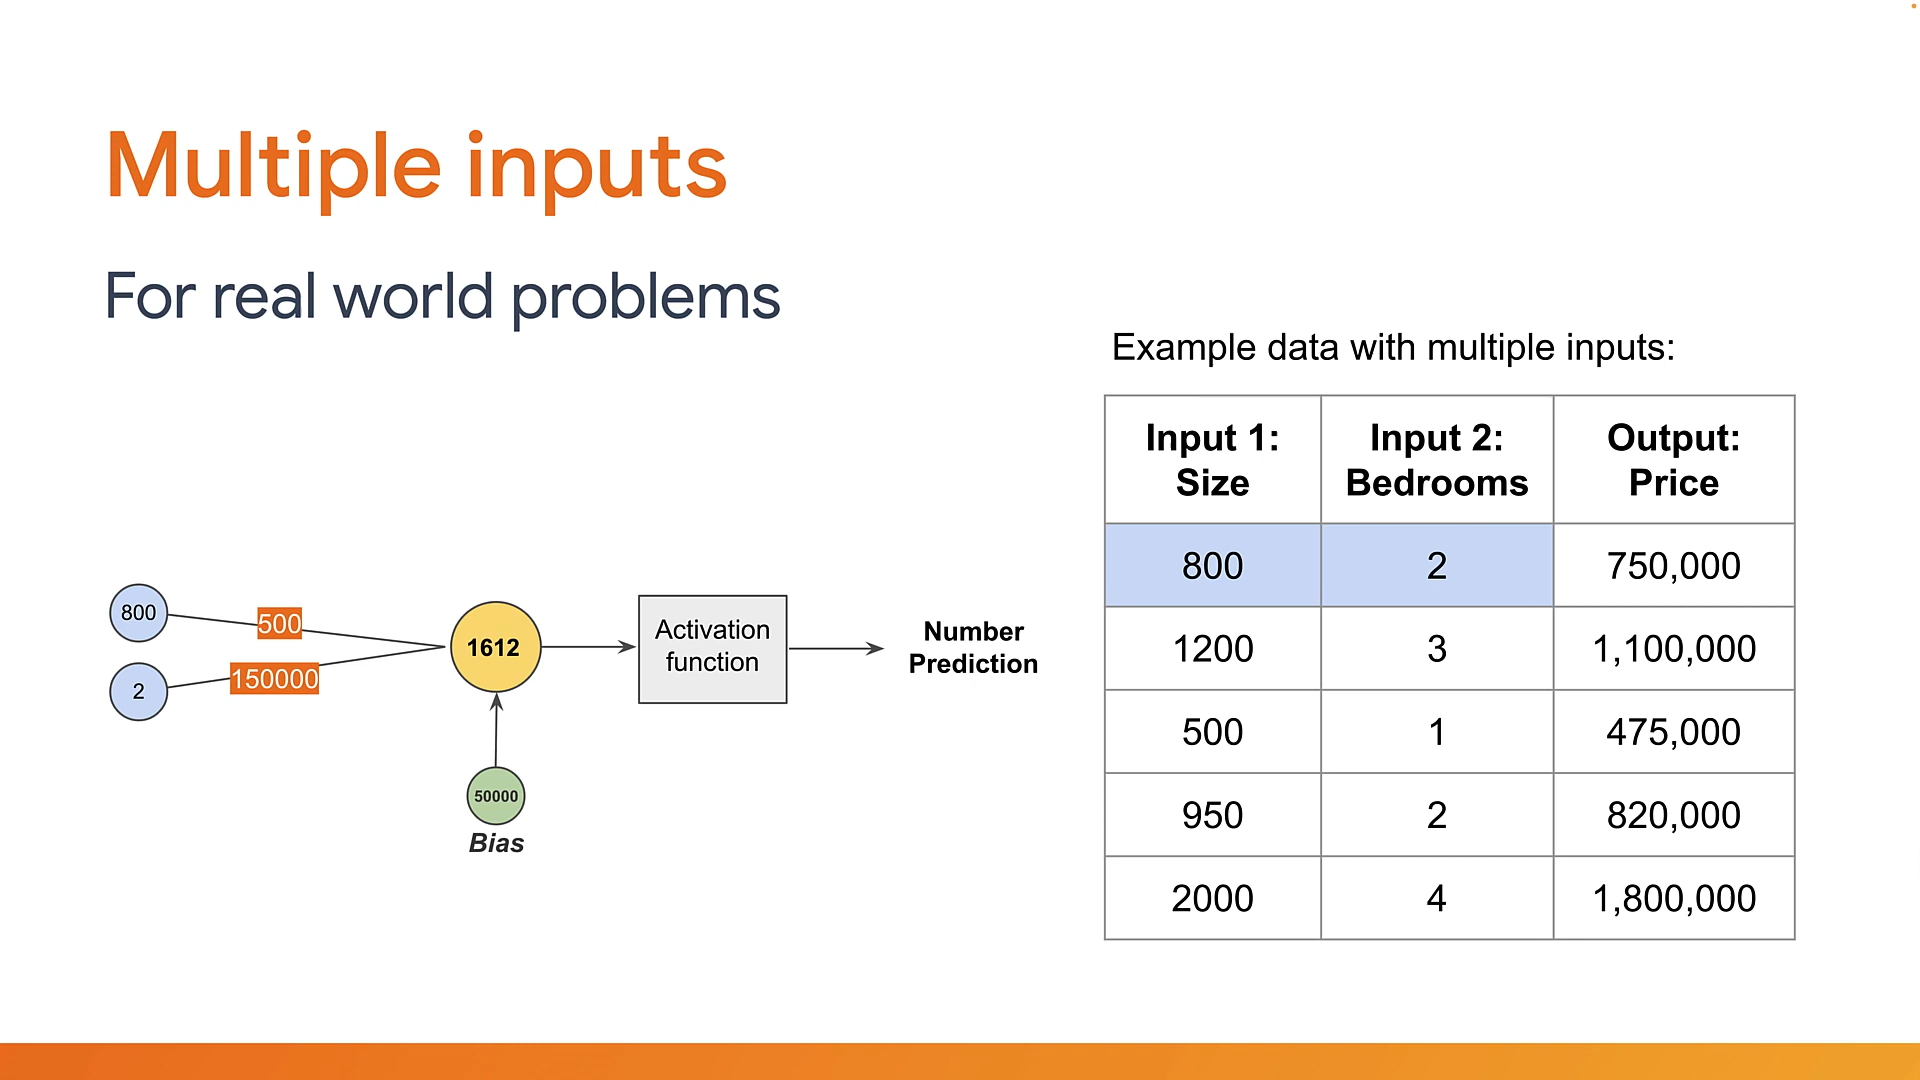 Multiple inputs
For real world problems
800
500
2
150000
1612
50000
Bias
Activation
function
Number
Prediction
Example data with multiple inputs:
Input 1: Size Input 2: Bedrooms Output: Price
800 2 750,000
1200 3 1,100,000
500 1 475,000
950 2 820,000
2000 4 1,800,000